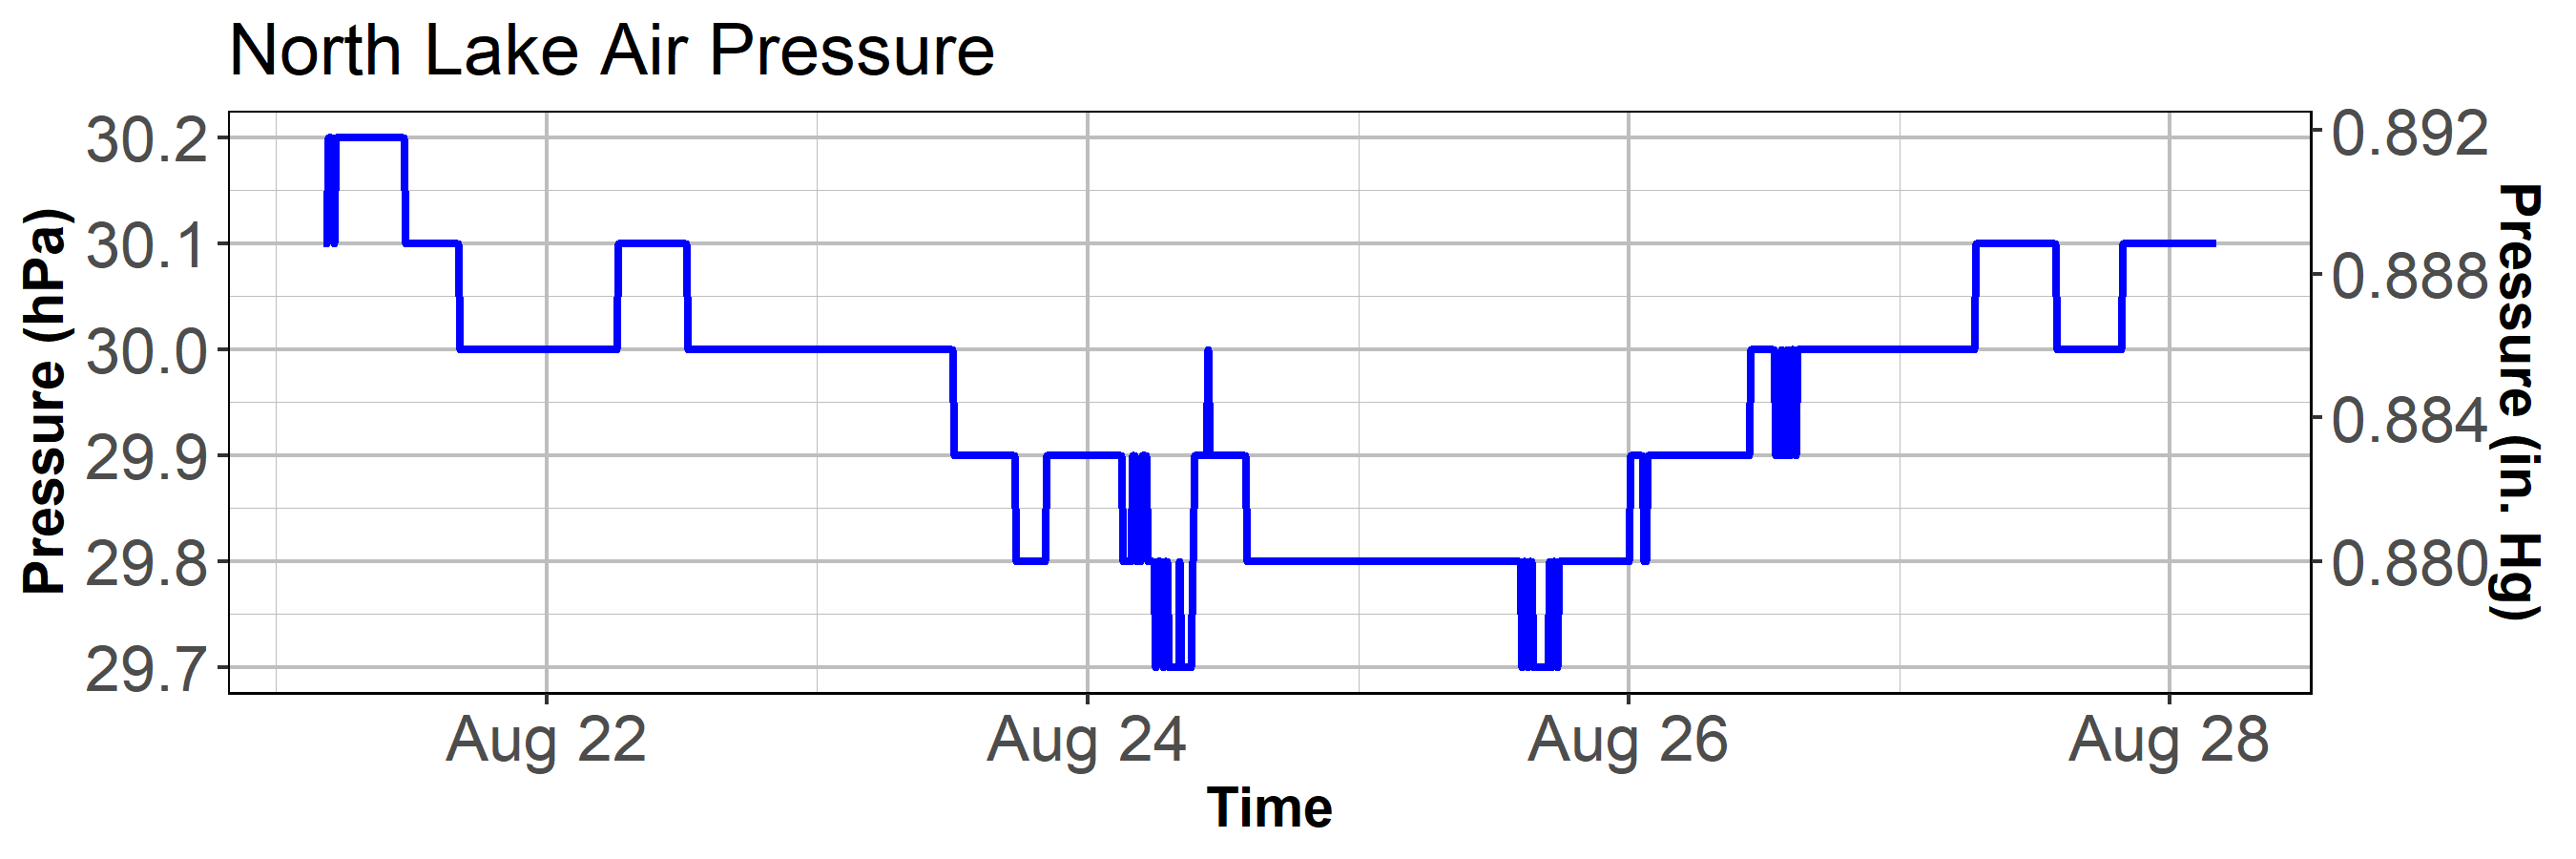 North Lake Air Pressure
Pressure (hPa)
30.2
30.1
30.0
29.9
29.8
29.7
0.892
0.888
0.884
0.880
Pressure (in. Hg)
Aug 22
Aug 24
Aug 26
Aug 28
Time